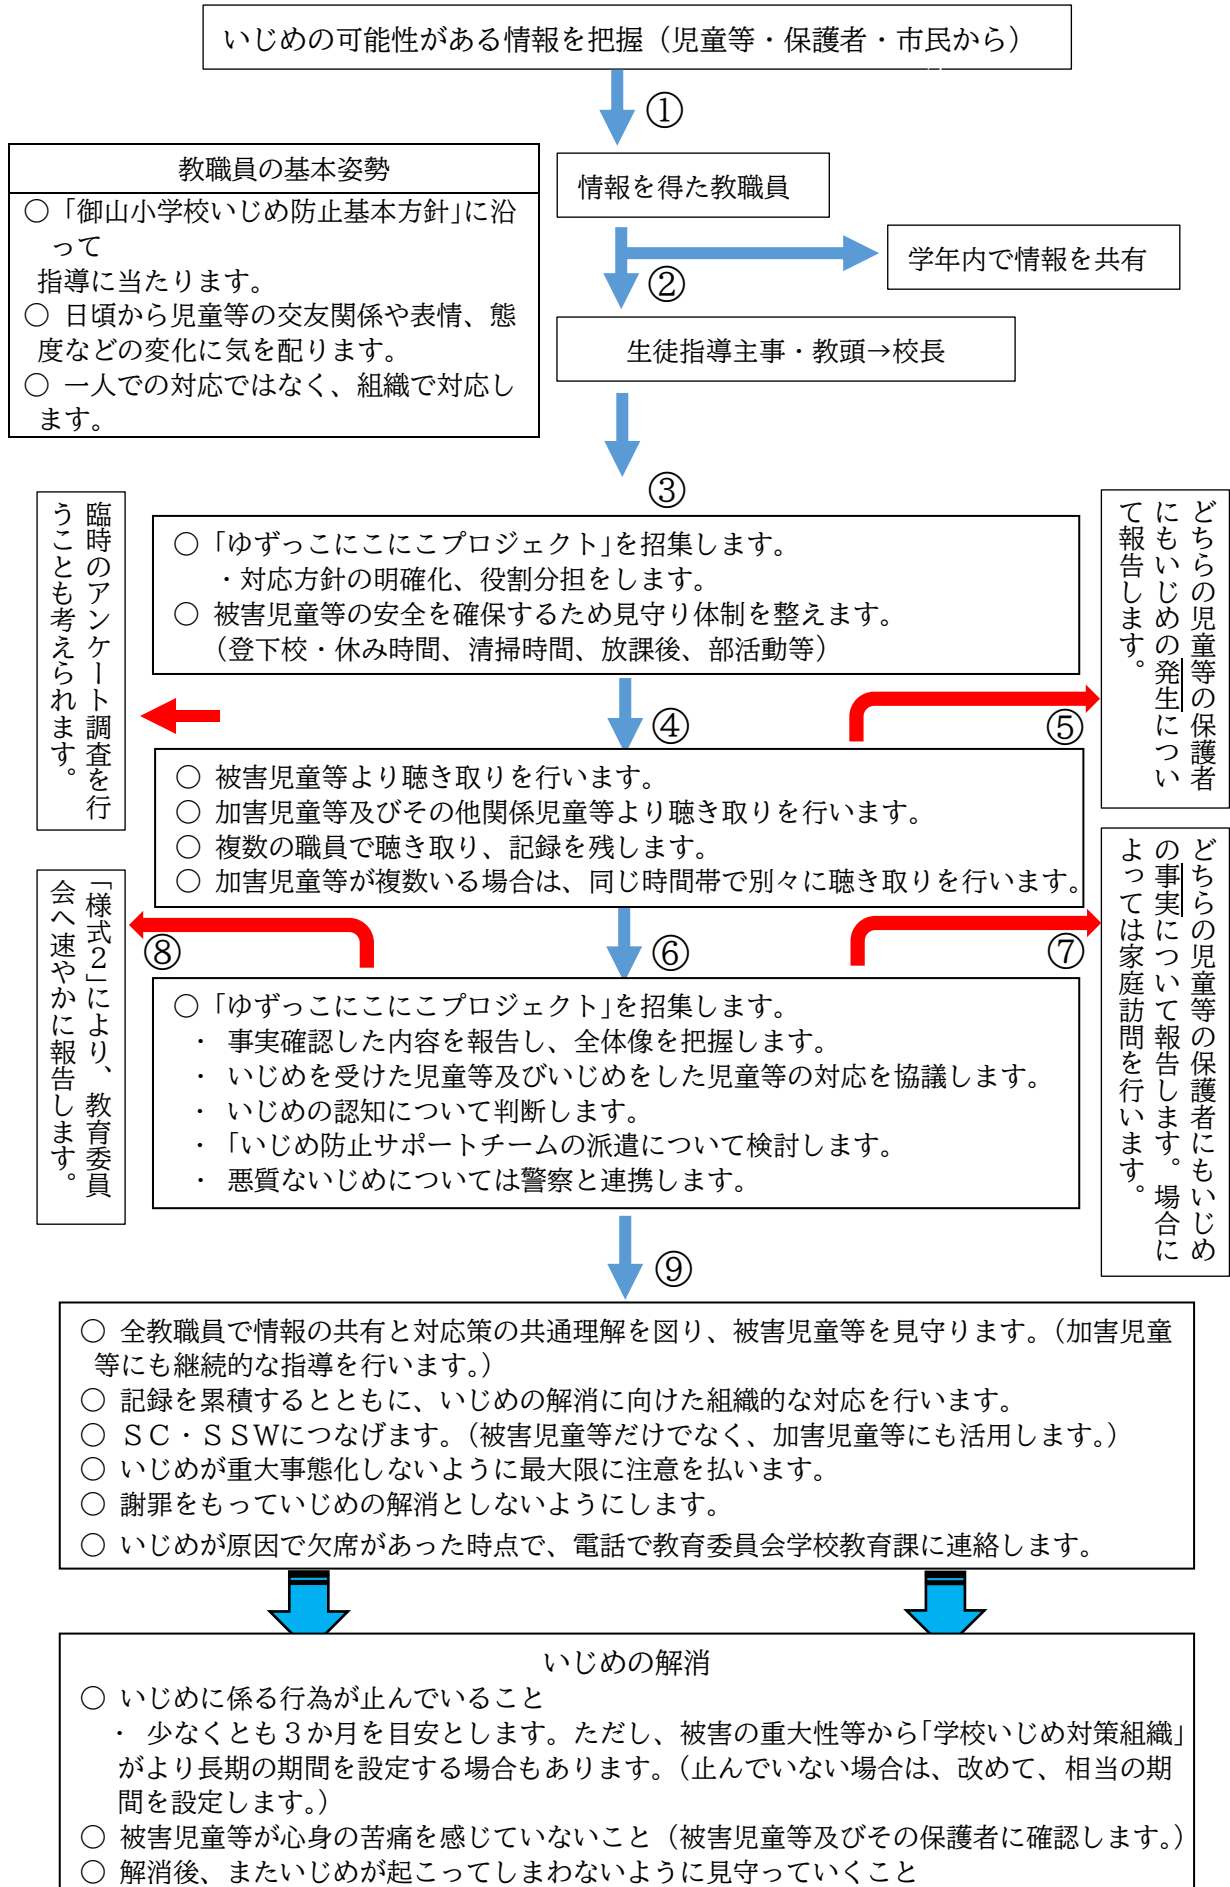 いじめの可能性がある情報を把握（児童等・保護者・市民から）
①
教職員の基本姿勢
○「御山小学校いじめ防止基本方針」に沿
って
指導に当たります。
○ 日頃から児童等の交友関係や表情、態
度などの変化に気を配ります。
○ 一人での対応ではなく、組織で対応し
ます。
情報を得た教職員
学年内で情報を共有
②
生徒指導主事・教頭→校長
③
○「ゆずっこにこにこプロジェクト」を招集します。
・対応方針の明確化、役割分担をします。
○ 被害児童等の安全を確保するため見守り体制を整えます。
（登下校・休み時間、清掃時間、放課後、部活動等）
臨時のアンケート調査を行
うことも考えられます。
④
⑤
どちらの児童等の保護者
にもいじめの発生につい
て報告します。
○ 被害児童等より聴き取りを行います。
○ 加害児童等及びその他関係児童等より聴き取りを行います。
○ 複数の職員で聴き取り、記録を残します。
○ 加害児童等が複数いる場合は、同じ時間帯で別々に聴き取りを行います。
⑥
⑦
どちらの児童等の保護者にもいじめ
の事実について報告します。場合に
よっては家庭訪問を行います。
⑧
「様式２」により、教育委員
会へ速やかに報告します。
○「ゆずっこにこにこプロジェクト」を招集します。
・ 事実確認した内容を報告し、全体像を把握します。
・ いじめを受けた児童等及びいじめをした児童等の対応を協議します。
・ いじめの認知について判断します。
・「いじめ防止サポートチームの派遣について検討します。
・ 悪質ないじめについては警察と連携します。
⑨
○ 全教職員で情報の共有と対応策の共通理解を図り、被害児童等を見守ります。（加害児童
等にも継続的な指導を行います。）
○ 記録を累積するとともに、いじめの解消に向けた組織的な対応を行います。
○ ＳＣ・ＳＳＷにつなげます。（被害児童等だけでなく、加害児童等にも活用します。）
○ いじめが重大事態化しないように最大限に注意を払います。
○ 謝罪をもっていじめの解消としないようにします。
○ いじめが原因で欠席があった時点で、電話で教育委員会学校教育課に連絡します。
いじめの解消
○ いじめに係る行為が止んでいること
・ 少なくとも３か月を目安とします。ただし、被害の重大性等から「学校いじめ対策組織」
がより長期の期間を設定する場合もあります。（止んでいない場合は、改めて、相当の期
間を設定します。）
○ 被害児童等が心身の苦痛を感じていないこと（被害児童等及びその保護者に確認します。）
○ 解消後、またいじめが起こってしまわないように見守っていくこと